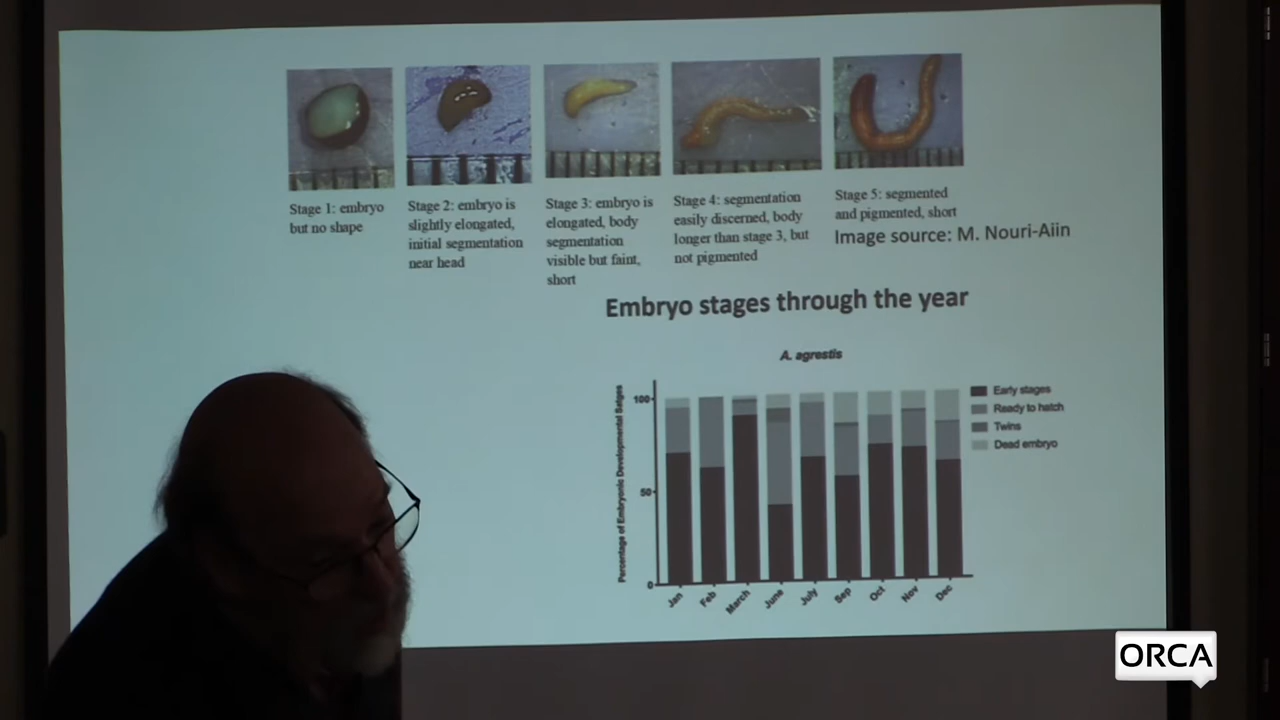 Stage 1: embryo
but no shape
Stage 2: embryo is
slightly elongated,
initial segmentation
near head
Stage 3: embryo is
elongated, body
segmentation
visible but faint,
short
Stage 4: segmentation
easily discerned, body
longer than stage 3, but
not pigmented
Stage 5: segmented
and pigmented, short
Image source: M. Nouri-Aiin
Embryo stages through the year
A. agrestis
Percentage of Embryonic Developmental Satges
100
50
0
Jan
Feb
March
June
July
Sep
Oct
Nov
Dec
Early stages
Ready to hatch
Twins
Dead embryo
ORCA